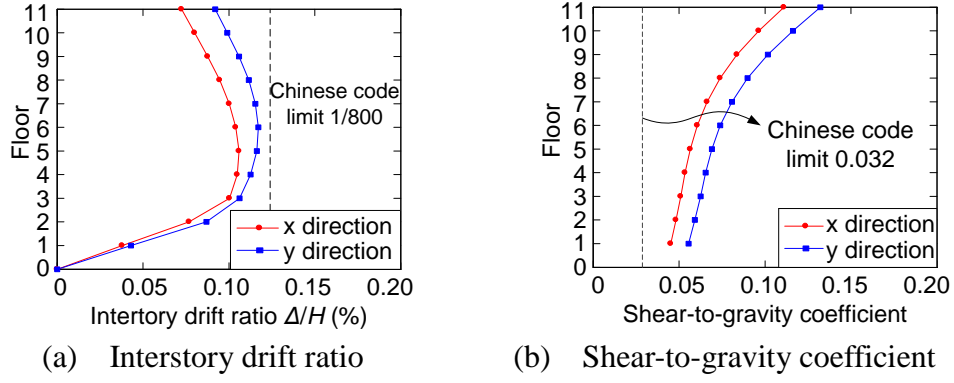 11
10
9
8
7
6
5
4
3
2
1
0
Floor
Chinese code
limit 1/800
x direction
y direction
0 0.05 0.10 0.15 0.20
Intertory drift ratio Δ/H (%)
(a) Interstory drift ratio
11
10
9
8
7
6
5
4
3
2
1
0
Floor
Chinese code
limit 0.032
x direction
y direction
0 0.05 0.10 0.15 0.20
Shear-to-gravity coefficient
(b) Shear-to-gravity coefficient